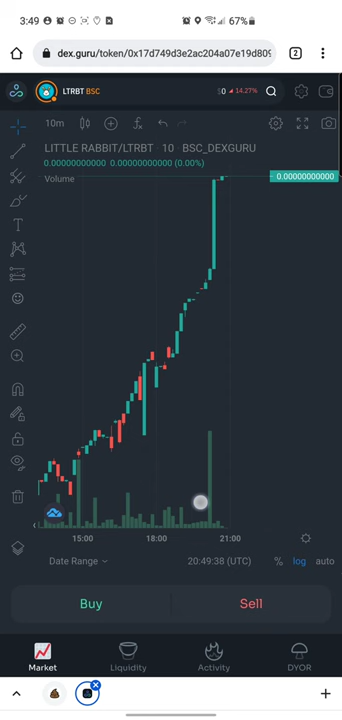 3:49
67%
dex.guru/token/0x17d749d3e2ac204a07e19d809
2
LTRBT BSC
14.27%
10m
LITTLE RABBIT/LTRBT · 10 · BSC_DEXGURU
0.00000000000 0.00000000000 (0.00%)
Volume
0.00000000000
15:00 18:00 21:00
Date Range
20:49:38 (UTC)
% log auto
Buy
Sell
Market
Liquidity
Activity
DYOR